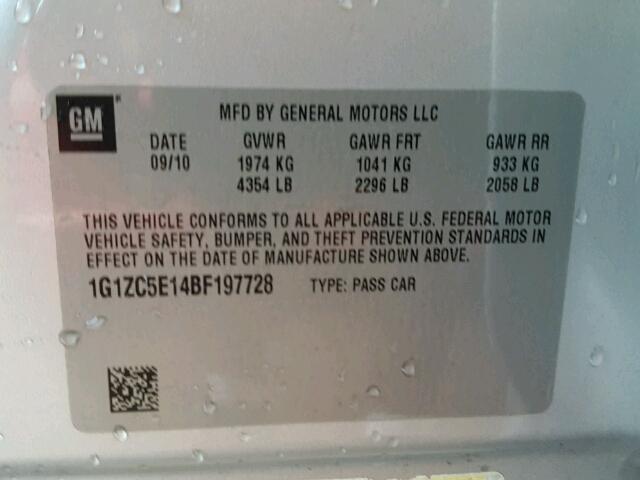 GM
MFD BY GENERAL MOTORS LLC
DATE GVWR GAWR FRT GAWR RR
09/10 1974 KG 1041 KG 933 KG
4354 LB 2296 LB 2058 LB
THIS VEHICLE CONFORMS TO ALL APPLICABLE U.S. FEDERAL MOTOR
VEHICLE SAFETY, BUMPER, AND THEFT PREVENTION STANDARDS IN
EFFECT ON THE DATE OF MANUFACTURE SHOWN ABOVE.
1G1ZC5E14BF197728 TYPE: PASS CAR